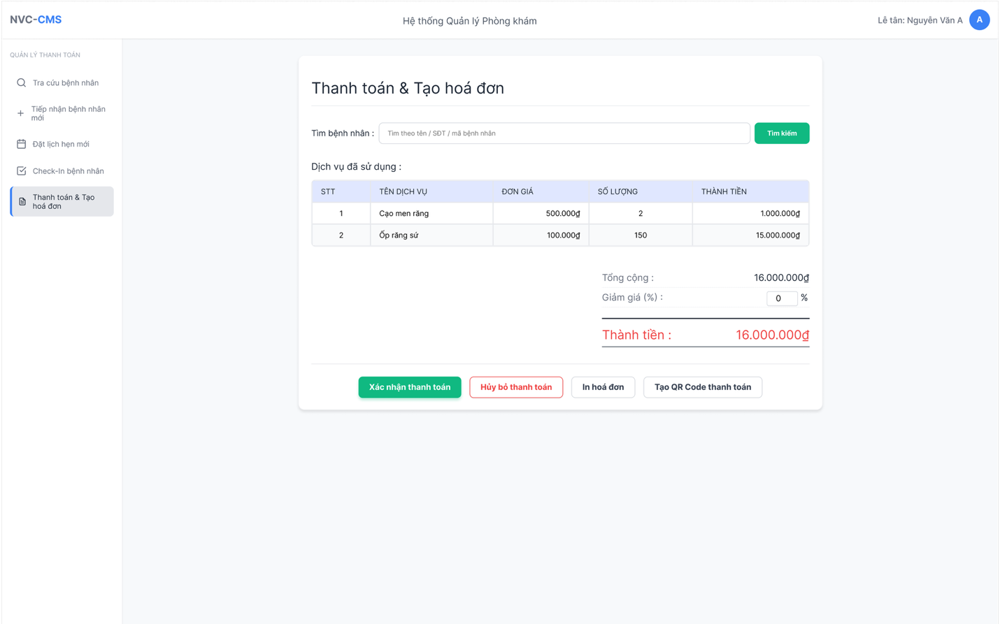 NVC-CMS
Hệ thống Quản lý Phòng khám
Lễ tân: Nguyễn Văn A
A
QUẢN LÝ THANH TOÁN
Tra cứu bệnh nhân
Tiếp nhận bệnh nhân
mới
Đặt lịch hẹn mới
Check-In bệnh nhân
Thanh toán & Tạo
hoá đơn
Thanh toán & Tạo hoá đơn
Tìm bệnh nhân :
Tìm theo tên / SĐT / mã bệnh nhân
Tìm kiếm
Dịch vụ đã sử dụng :
STT TÊN DỊCH VỤ ĐƠN GIÁ SỐ LƯỢNG THÀNH TIỀN
1 Cạo men răng 500.000₫ 2 1.000.000₫
2 Ốp răng sứ 100.000₫ 150 15.000.000₫
Tổng cộng : 16.000.000₫
Giảm giá (%) : 0 %
Thành tiền : 16.000.000₫
Xác nhận thanh toán
Hủy bỏ thanh toán
In hoá đơn
Tạo QR Code thanh toán